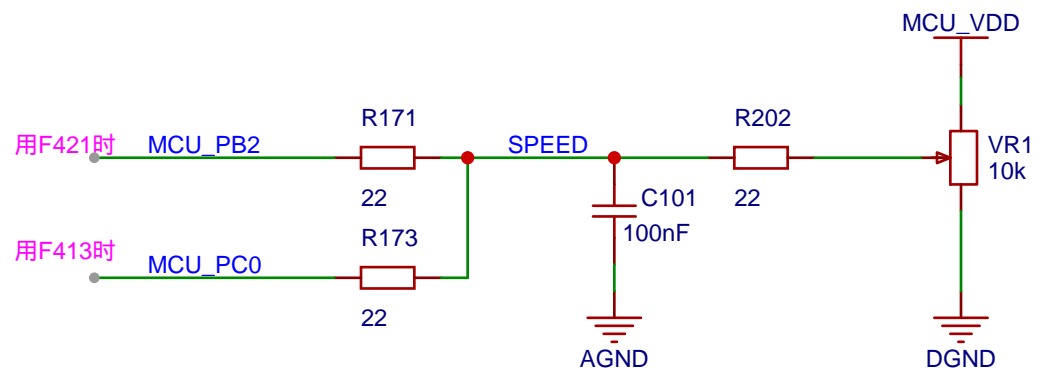 MCU_VDD
用F421时
MCU_PB2
R171
22
SPEED
R202
22
VR1
10k
C101
100nF
用F413时
MCU_PC0
R173
22
AGND
DGND